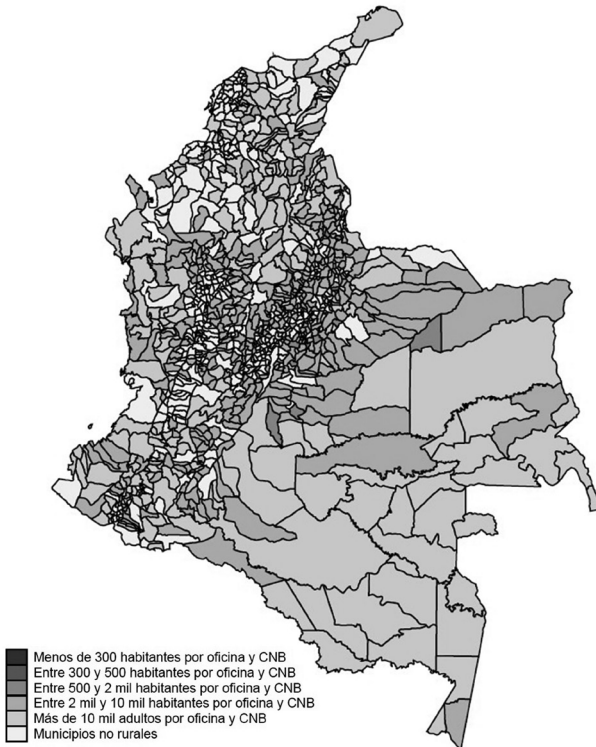 Menos de 300 habitantes por oficina y CNB
Entre 300 y 500 habitantes por oficina y CNB
Entre 500 y 2 mil habitantes por oficina y CNB
Entre 2 mil y 10 mil habitantes por oficina y CNB
Más de 10 mil adultos por oficina y CNB
Municipios no rurales